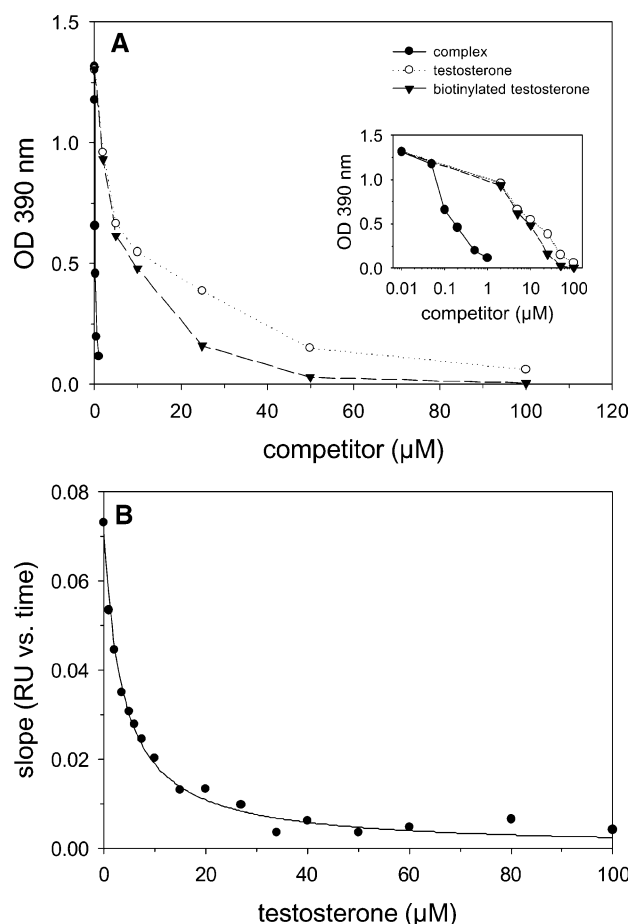 A
1.5
1.0
0.5
0.0
OD 390 nm
0 20 40 60 80 100 120
competitor (µM)
complex
testosterone
biotinylated testosterone
1.5
1.0
0.5
0.0
OD 390 nm
0.01 0.1 1 10 100
competitor (µM)
B
0.08
0.06
0.04
0.02
0.00
slope (RU vs. time)
0 20 40 60 80 100
testosterone (µM)